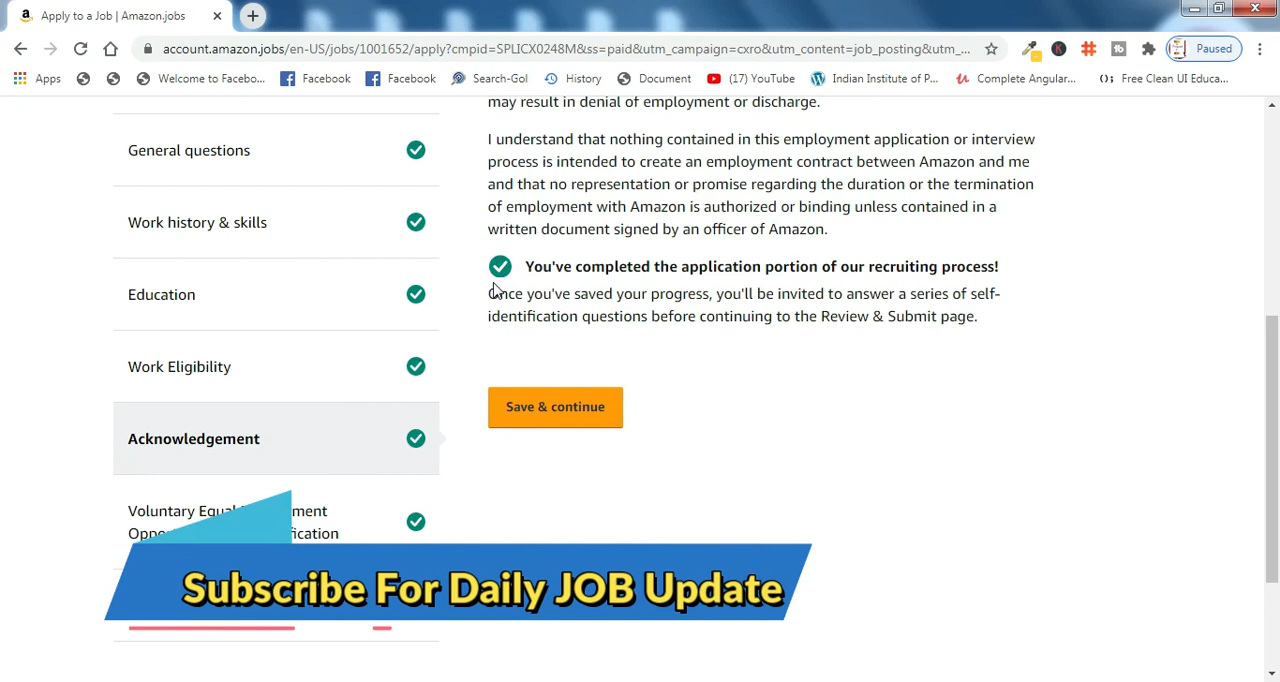 Apply to a Job | Amazon.jobs
account.amazon.jobs/en-US/jobs/1001652/apply?cmpid=SPLICX0248M&ss=paid&utm_campaign=cxro&utm_content=job_posting&utm_...
Paused
Apps
Welcome to Facebo...
Facebook
Facebook
Search-Gol
History
Document
(17) YouTube
Indian Institute of P...
Complete Angular...
Free Clean UI Educa...
may result in denial of employment or discharge.
General questions
I understand that nothing contained in this employment application or interview
process is intended to create an employment contract between Amazon and me
and that no representation or promise regarding the duration or the termination
of employment with Amazon is authorized or binding unless contained in a
written document signed by an officer of Amazon.
Work history & skills
You've completed the application portion of our recruiting process!
Once you've saved your progress, you'll be invited to answer a series of self-
identification questions before continuing to the Review & Submit page.
Education
Work Eligibility
Save & continue
Acknowledgement
Voluntary
Subscribe For Daily JOB Update